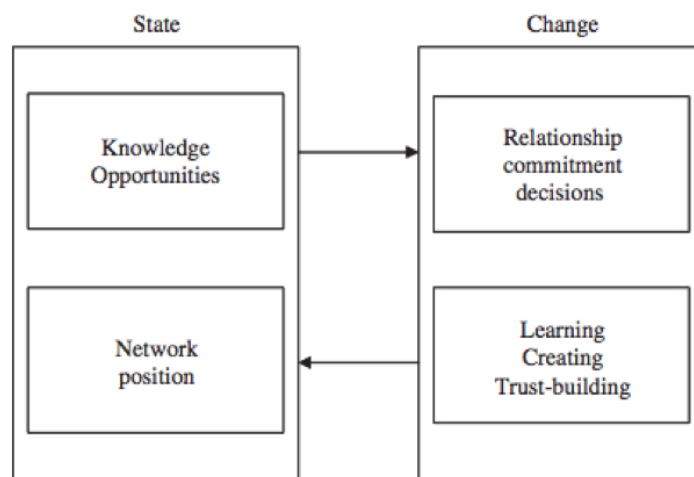 State
Change
Knowledge
Opportunities
Relationship
commitment
decisions
Network
position
Learning
Creating
Trust-building